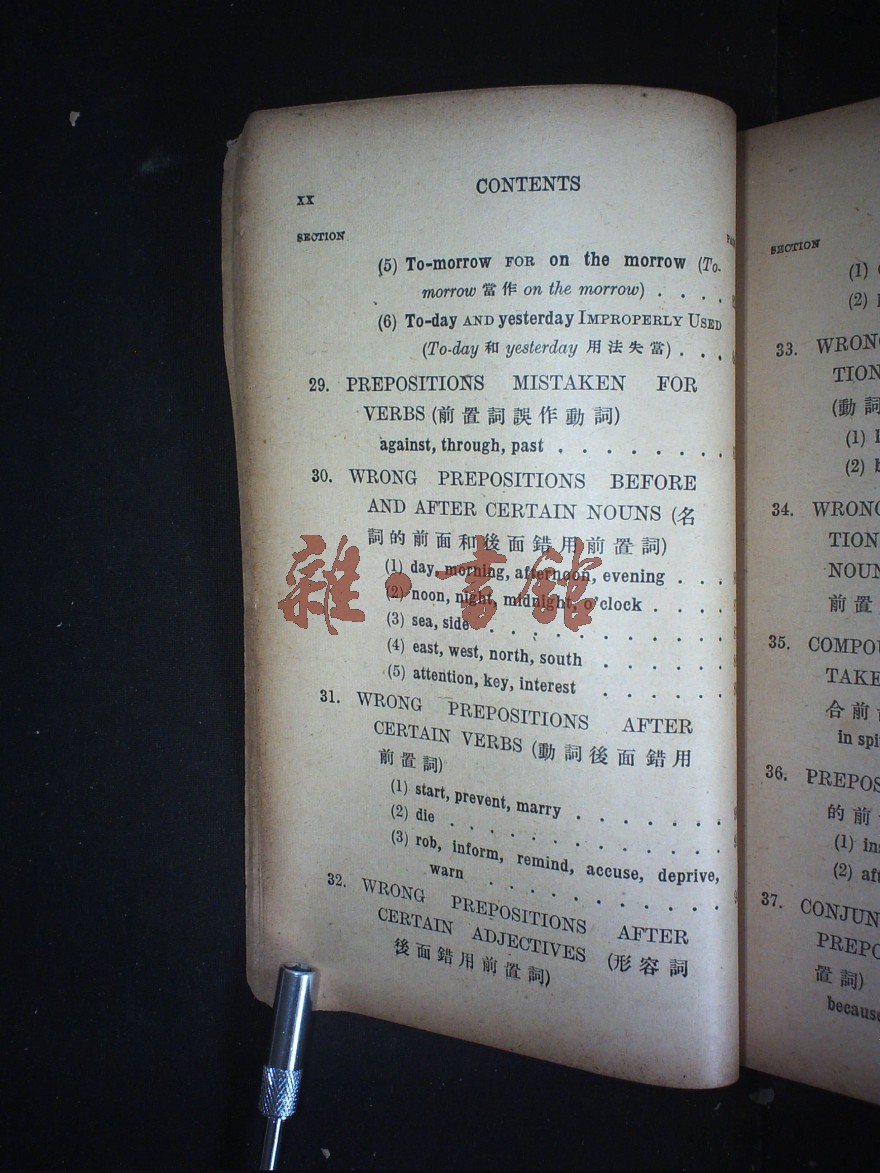 xx
CONTENTS
SECTION
(5) To-morrow FOR on the morrow (To-
morrow 當作 on the morrow) . . . .
(6) To-day AND yesterday IMPROPERLY USED
(To-day 和 yesterday 用法失當) . . .
29. PREPOSITIONS MISTAKEN FOR
VERBS (前置詞誤作動詞)
against, through, past . . . . . . . .
30. WRONG PREPOSITIONS BEFORE
AND AFTER CERTAIN NOUNS (名
詞的前面和後面錯用前置詞)
(1) day, morning, afternoon, evening . . .
(2) noon, night, midnight, o'clock . . . .
(3) sea, side . . . . . . . . . . .
(4) east, west, north, south . . . . . .
(5) attention, key, interest . . . . . .
31. WRONG PREPOSITIONS AFTER
CERTAIN VERBS (動詞後面錯用
前置詞)
(1) start, prevent, marry . . . . . . .
(2) die . . . . . . . . . . . .
(3) rob, inform, remind, accuse, deprive,
warn . . . . . . . . . . .
32. WRONG PREPOSITIONS AFTER
CERTAIN ADJECTIVES (形容詞
後面錯用前置詞)
雜·書館
SECTION
(1)
(2)
33. WRONG
TION
(動詞
(1)
(2)
34. WRONG
TION
NOUN
前置
35. COMPOU
TAKE
合前
in spi
36. PREPOS
的前
(1) in
(2) aft
37. CONJUN
PREPO
置詞)
because